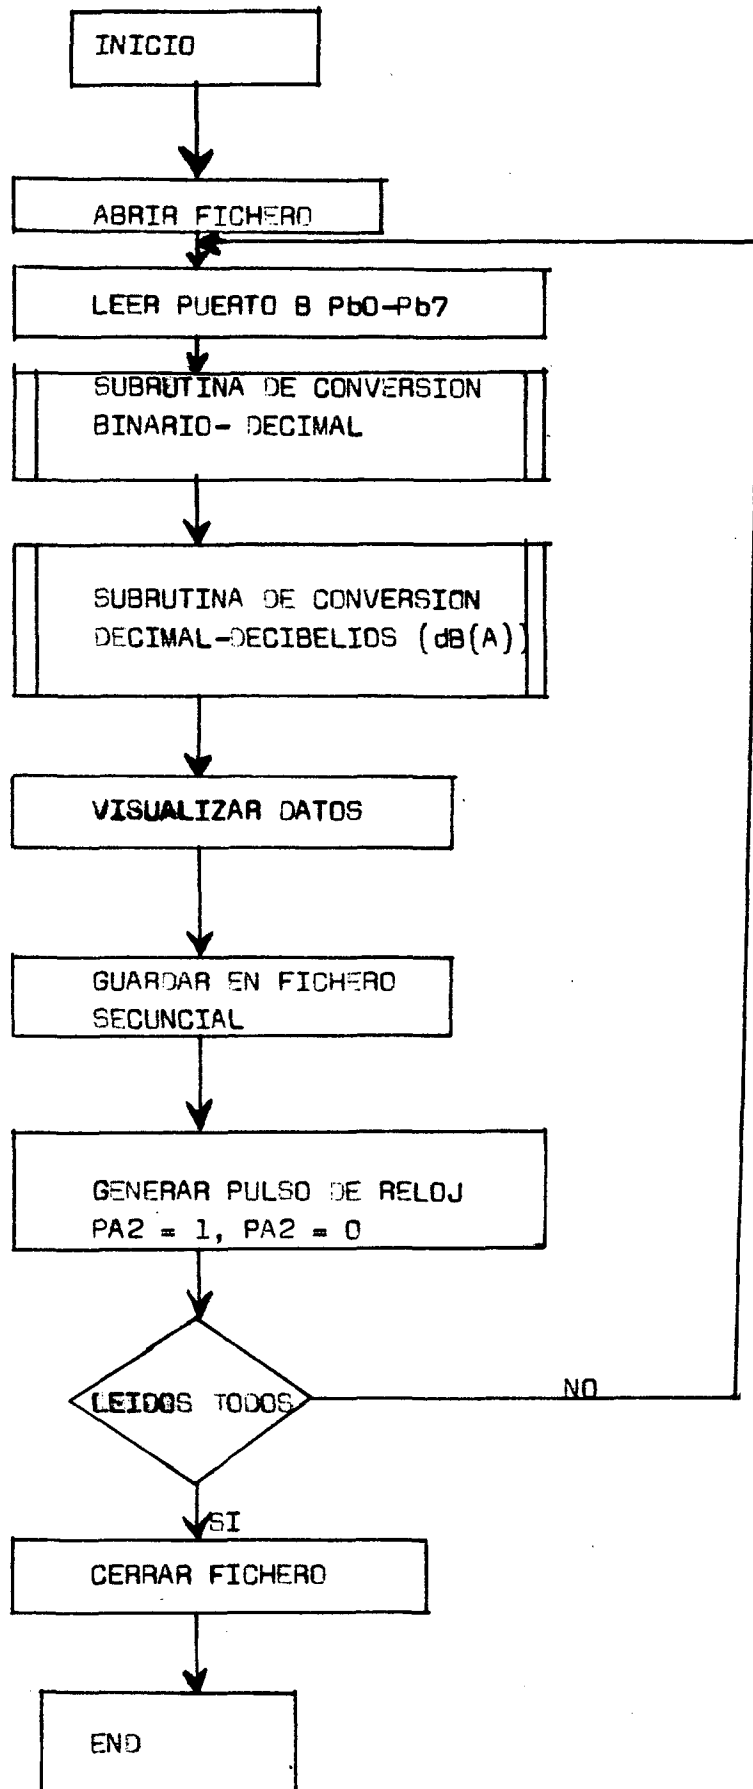 INICIO
ABRIR FICHERO
LEER PUERTO B Pb0-Pb7
SUBRUTINA DE CONVERSION
BINARIO- DECIMAL
SUBRUTINA DE CONVERSION
DECIMAL-DECIBELIOS (dB(A))
VISUALIZAR DATOS
GUARDAR EN FICHERO
SECUNCIAL
GENERAR PULSO DE RELOJ
PA2 = 1, PA2 = 0
LEIDOS TODOS
NO
SI
CERRAR FICHERO
END